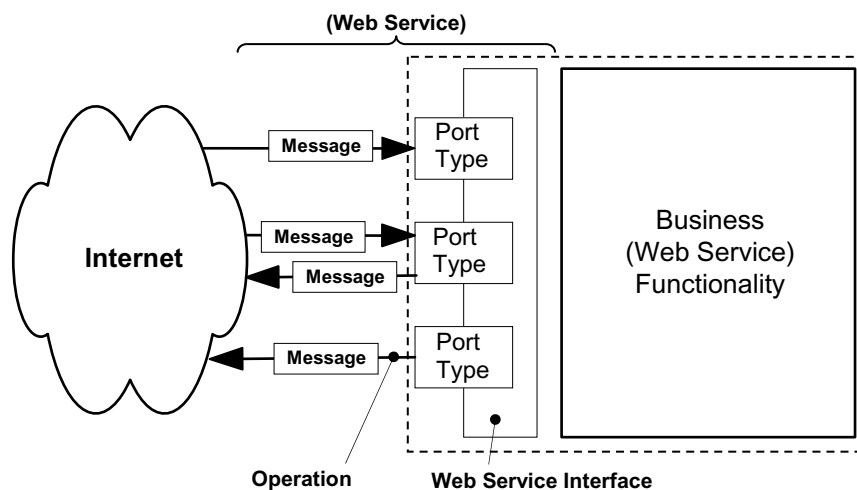 (Web Service)
Message
Port
Type
Internet
Message
Message
Port
Type
Business
(Web Service)
Functionality
Message
Port
Type
Operation
Web Service Interface